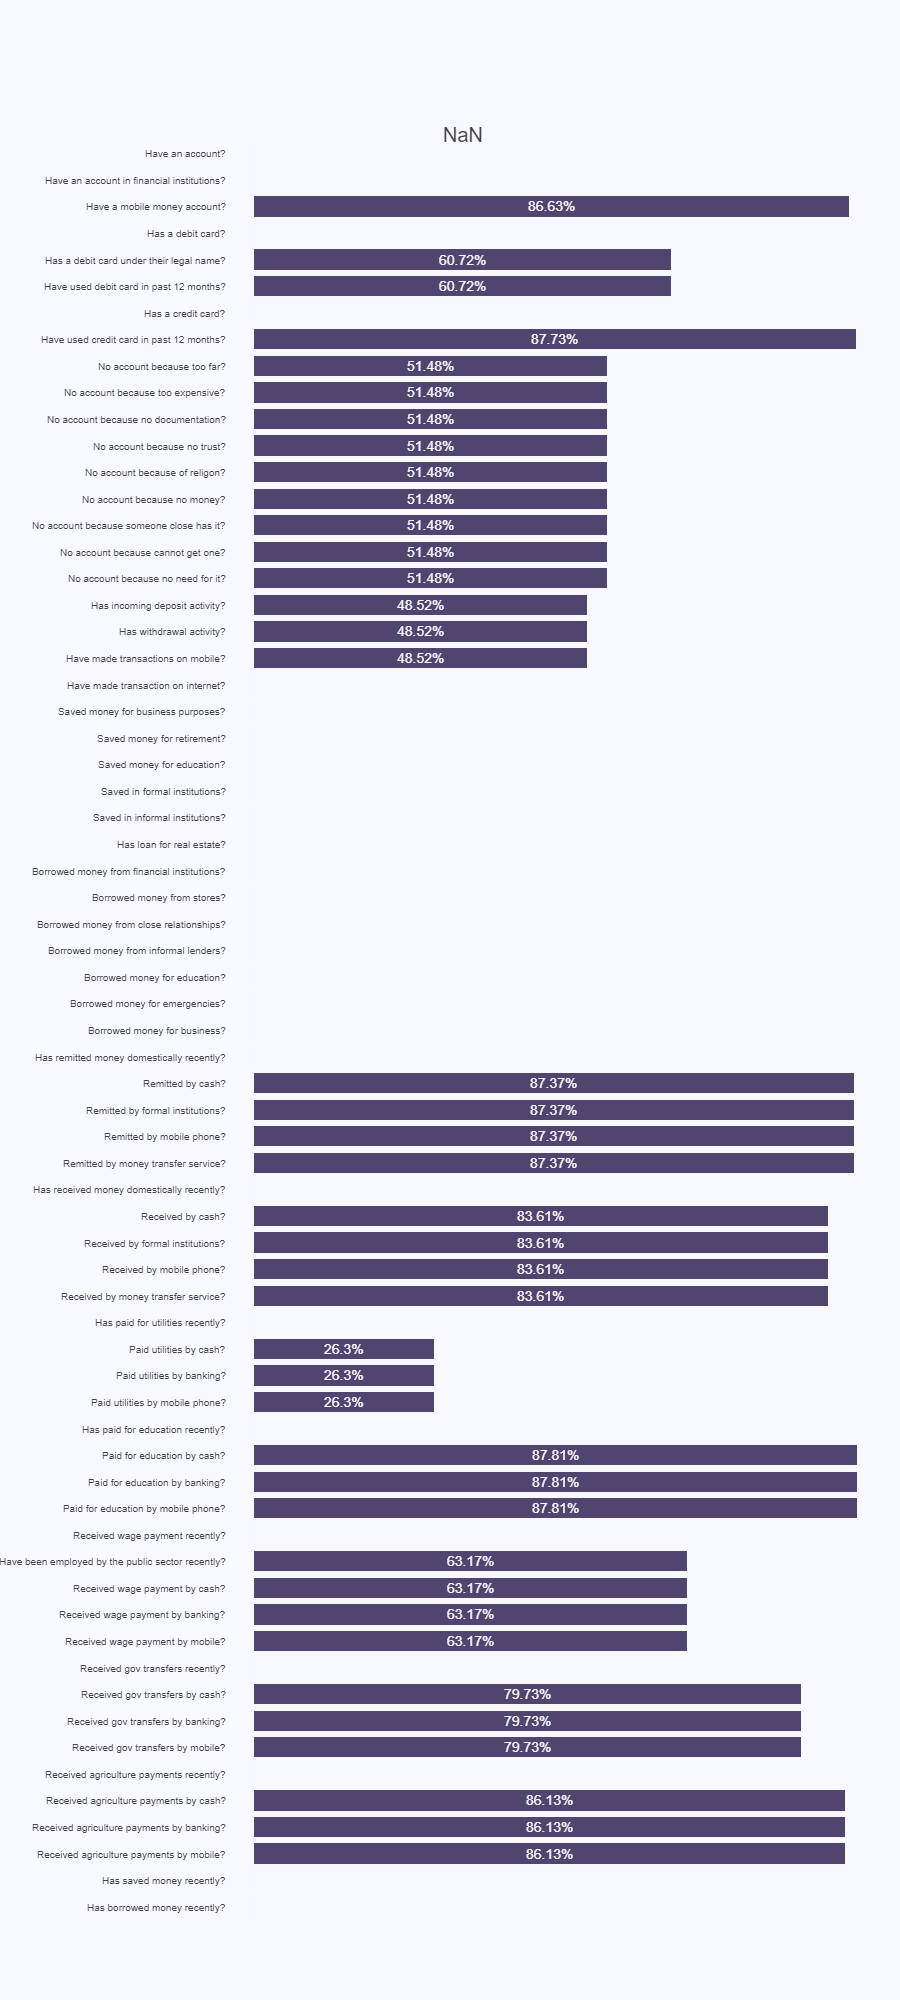 NaN
Have an account?
Have an account in financial institutions?
Have a mobile money account? 86.63%
Has a debit card?
Has a debit card under their legal name? 60.72%
Have used debit card in past 12 months? 60.72%
Has a credit card?
Have used credit card in past 12 months? 87.73%
No account because too far? 51.48%
No account because too expensive? 51.48%
No account because no documentation? 51.48%
No account because no trust? 51.48%
No account because of religon? 51.48%
No account because no money? 51.48%
No account because someone close has it? 51.48%
No account because cannot get one? 51.48%
No account because no need for it? 51.48%
Has incoming deposit activity? 48.52%
Has withdrawal activity? 48.52%
Have made transactions on mobile? 48.52%
Have made transaction on internet?
Saved money for business purposes?
Saved money for retirement?
Saved money for education?
Saved in formal institutions?
Saved in informal institutions?
Has loan for real estate?
Borrowed money from financial institutions?
Borrowed money from stores?
Borrowed money from close relationships?
Borrowed money from informal lenders?
Borrowed money for education?
Borrowed money for emergencies?
Borrowed money for business?
Has remitted money domestically recently?
Remitted by cash? 87.37%
Remitted by formal institutions? 87.37%
Remitted by mobile phone? 87.37%
Remitted by money transfer service? 87.37%
Has received money domestically recently?
Received by cash? 83.61%
Received by formal institutions? 83.61%
Received by mobile phone? 83.61%
Received by money transfer service? 83.61%
Has paid for utilities recently?
Paid utilities by cash? 26.3%
Paid utilities by banking? 26.3%
Paid utilities by mobile phone? 26.3%
Has paid for education recently?
Paid for education by cash? 87.81%
Paid for education by banking? 87.81%
Paid for education by mobile phone? 87.81%
Received wage payment recently?
Have been employed by the public sector recently? 63.17%
Received wage payment by cash? 63.17%
Received wage payment by banking? 63.17%
Received wage payment by mobile? 63.17%
Received gov transfers recently?
Received gov transfers by cash? 79.73%
Received gov transfers by banking? 79.73%
Received gov transfers by mobile? 79.73%
Received agriculture payments recently?
Received agriculture payments by cash? 86.13%
Received agriculture payments by banking? 86.13%
Received agriculture payments by mobile? 86.13%
Has saved money recently?
Has borrowed money recently?